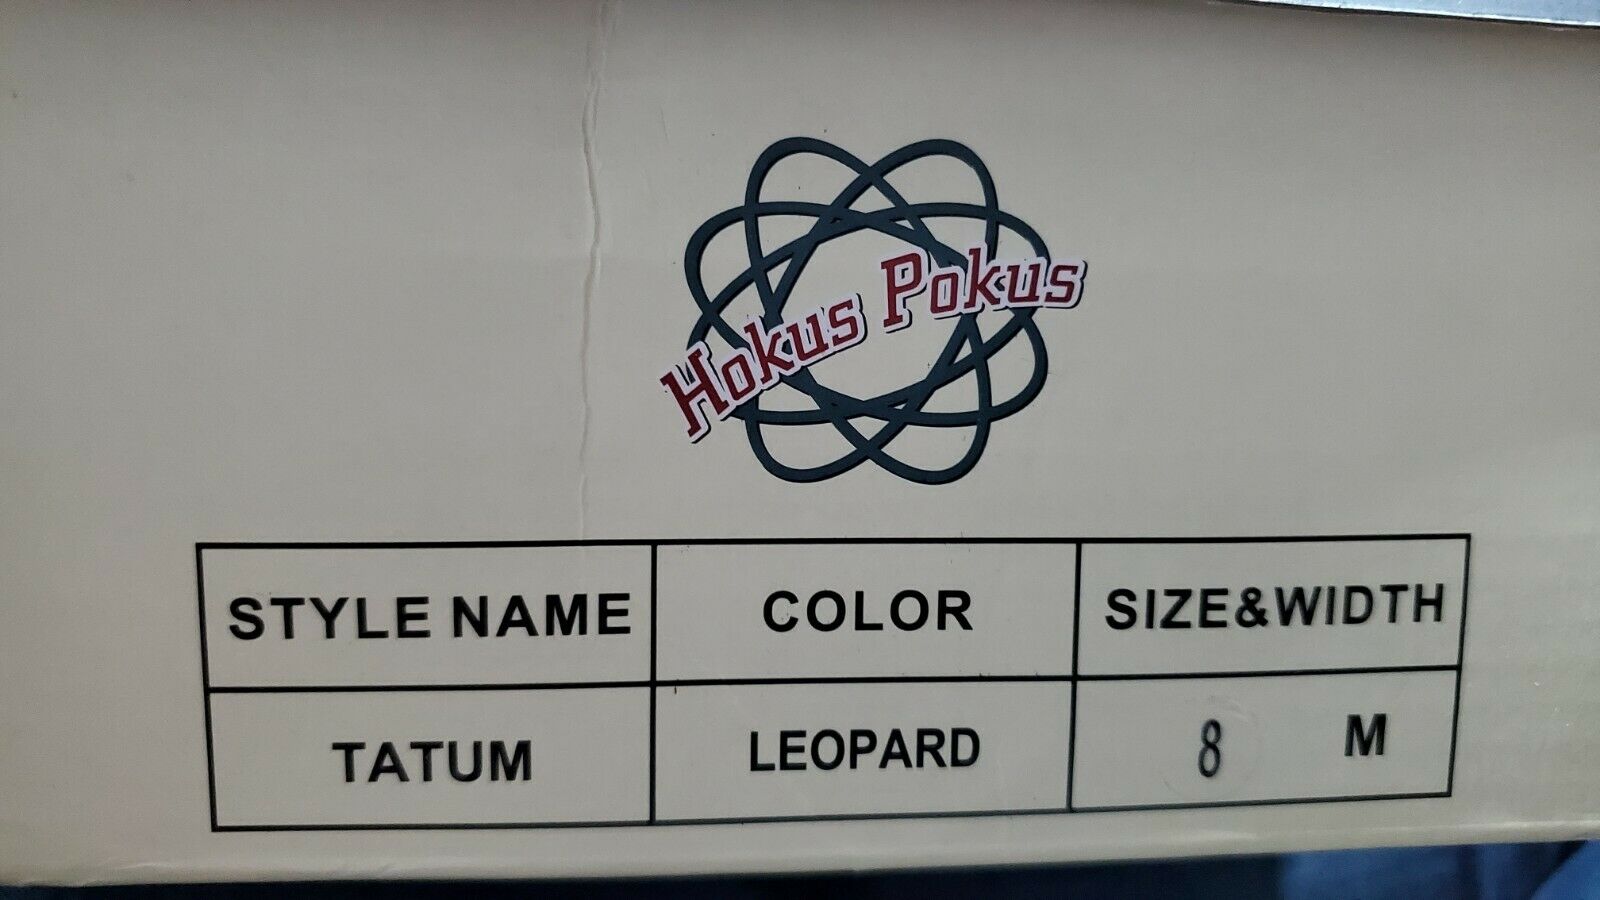 Hokus Pokus
STYLE NAME COLOR SIZE&WIDTH
TATUM LEOPARD 8 M